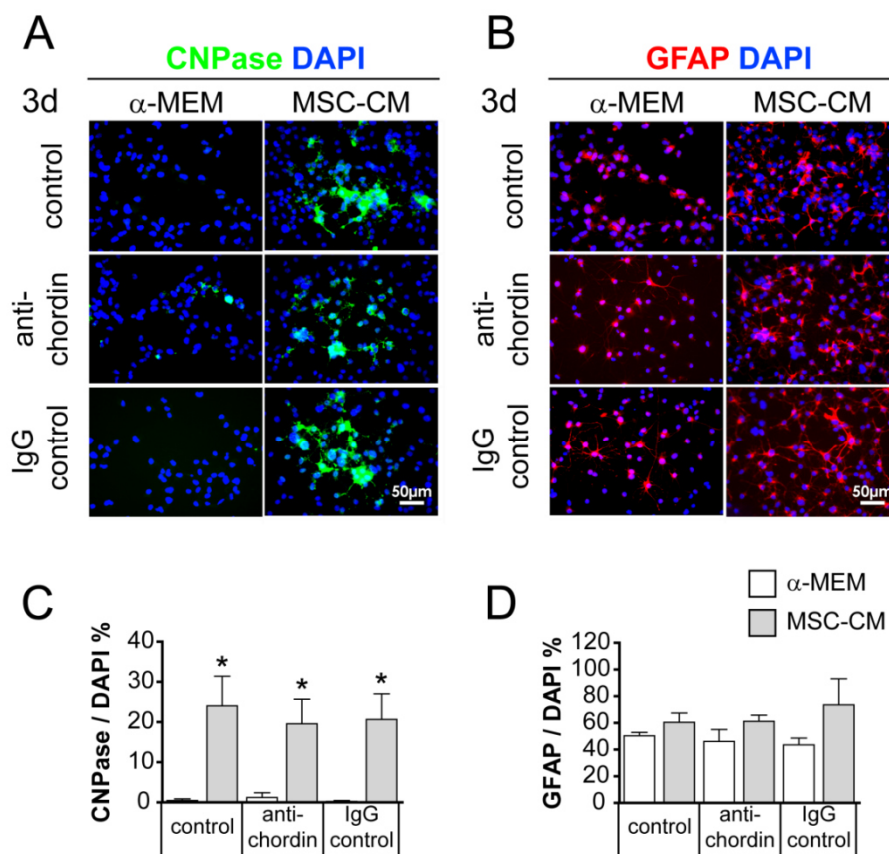 A
CNPase DAPI
3d
α-MEM
MSC-CM
control
anti-
chordin
IgG
control
50µm
B
GFAP DAPI
3d
α-MEM
MSC-CM
control
anti-
chordin
IgG
control
50µm
C
CNPase / DAPI %
40
30
20
10
0
*
*
*
control
anti-
chordin
IgG
control
D
α-MEM
MSC-CM
GFAP / DAPI %
120
100
80
60
40
20
0
control
anti-
chordin
IgG
control